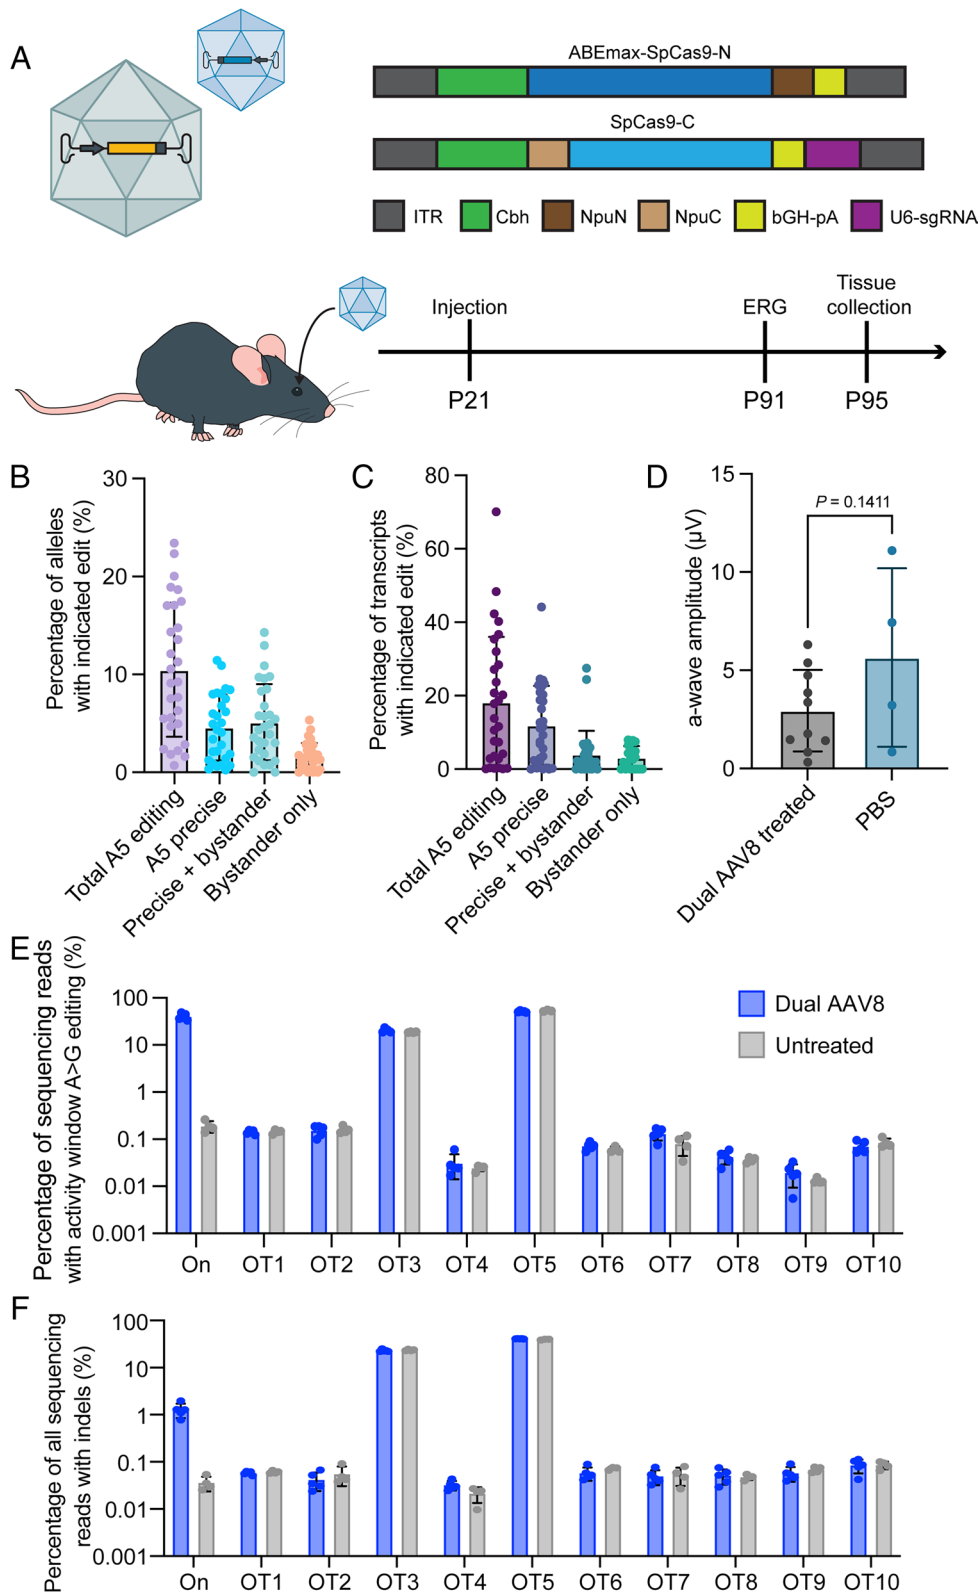 A
ABEmax-SpCas9-N
SpCas9-C
ITR
Cbh
NpuN
NpuC
bGH-pA
U6-sgRNA
Injection
ERG
Tissue
collection
P21
P91
P95
B
Percentage of alleles
with indicated edit (%)
30
20
10
0
Total A5 editing
A5 precise
Precise + bystander
Bystander only
C
Percentage of transcripts
with indicated edit (%)
80
60
40
20
0
Total A5 editing
A5 precise
Precise + bystander
Bystander only
D
a-wave amplitude (µV)
15
10
5
0
P = 0.1411
Dual AAV8 treated
PBS
E
Percentage of sequencing reads
with activity window A>G editing (%)
100
10
1
0.1
0.01
0.001
Dual AAV8
Untreated
On
OT1
OT2
OT3
OT4
OT5
OT6
OT7
OT8
OT9
OT10
F
Percentage of all sequencing
reads with indels (%)
100
10
1
0.1
0.01
0.001
On
OT1
OT2
OT3
OT4
OT5
OT6
OT7
OT8
OT9
OT10